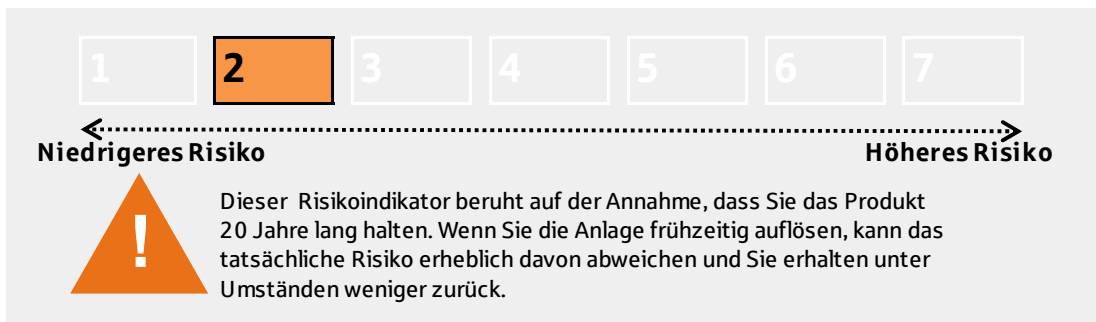 1 2 3 4 5 6 7
Niedrigeres Risiko Höheres Risiko
!
Dieser Risikoindikator beruht auf der Annahme, dass Sie das Produkt
20 Jahre lang halten. Wenn Sie die Anlage frühzeitig auflösen, kann das
tatsächliche Risiko erheblich davon abweichen und Sie erhalten unter
Umständen weniger zurück.